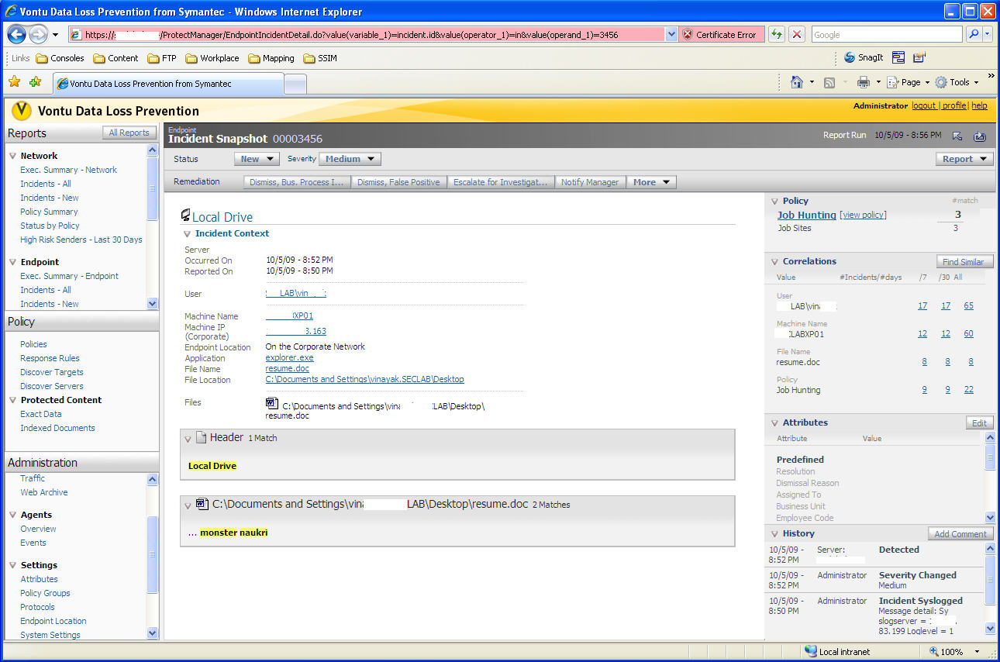 Vontu Data Loss Prevention from Symantec - Windows Internet Explorer
https:// /ProtectManager/EndpointIncidentDetail.do?value(variable_1)=incident.id&value(operator_1)=in&value(operand_1)=3456
Certificate Error
Google
Links Consoles Content FTP Workplace Mapping SSIM
SnagIt
Vontu Data Loss Prevention from Symantec
Page Tools
Vontu Data Loss Prevention
Administrator logout | profile | help
Reports All Reports
Network
Exec. Summary - Network
Incidents - All
Incidents - New
Policy Summary
Status by Policy
High Risk Senders - Last 30 Days
Endpoint
Exec. Summary - Endpoint
Incidents - All
Incidents - New
Policy
Policies
Response Rules
Discover Targets
Discover Servers
Protected Content
Exact Data
Indexed Documents
Administration
Traffic
Web Archive
Agents
Overview
Events
Settings
Attributes
Policy Groups
Protocols
Endpoint Location
System Settings
Endpoint
Incident Snapshot 00003456
Report Run 10/5/09 - 8:56 PM
Status New Severity Medium Report
Remediation Dismiss, Bus. Process I... Dismiss, False Positive Escalate for Investigat... Notify Manager More
Local Drive
Incident Context
Server
Occurred On 10/5/09 - 8:52 PM
Reported On 10/5/09 - 8:50 PM
User LAB\vin
Machine Name XP01
Machine IP 3.163
(Corporate)
Endpoint Location On the Corporate Network
Application explorer.exe
File Name resume.doc
File Location C:\Documents and Settings\vinayak.SECLAB\Desktop
Files C:\Documents and Settings\vina LAB\Desktop\
resume.doc
Header 1 Match
Local Drive
C:\Documents and Settings\vina LAB\Desktop\resume.doc 2 Matches
... monster naukri
Policy #match
Job Hunting [view policy] 3
Job Sites 3
Correlations Find Similar
Value #Incidents/#days /7 /30 All
User
LAB\vina 17 17 65
Machine Name
LABXP01 12 12 60
File Name
resume.doc 8 8 8
Policy
Job Hunting 9 9 22
Attributes Edit
Attribute Value
Predefined
Resolution
Dismissal Reason
Assigned To
Business Unit
Employee Code
History Add Comment
10/5/09 - Server: Detected
8:52 PM
10/5/09 - Administrator Severity Changed
8:52 PM Medium
10/5/09 - Administrator Incident Syslogged
8:50 PM Message detail: Sy
slogserver =
83.199 Loglevel = 1
Local intranet 100%